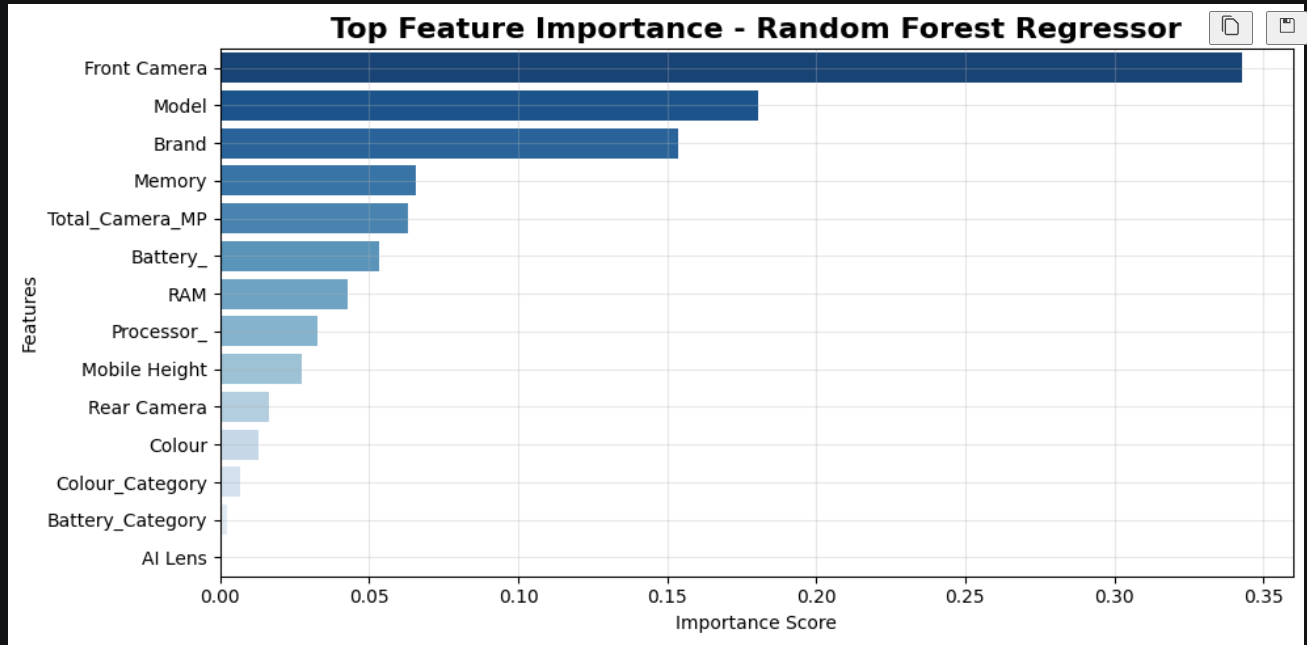 Top Feature Importance - Random Forest Regressor
Front Camera
Model
Brand
Memory
Total_Camera_MP
Battery_
RAM
Processor_
Mobile Height
Rear Camera
Colour
Colour_Category
Battery_Category
AI Lens
Features
0.00 0.05 0.10 0.15 0.20 0.25 0.30 0.35
Importance Score